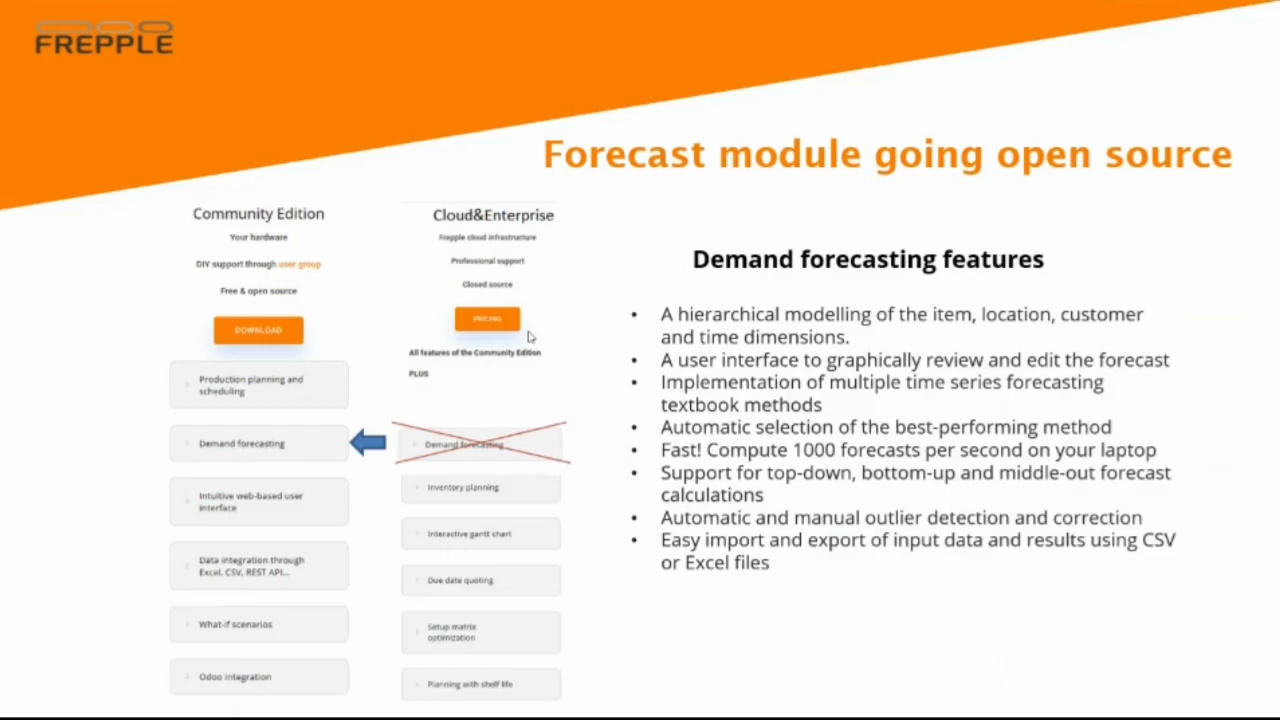 FREPPLE
Forecast module going open source
Community Edition
Your hardware
DIY support through user group
Free & open source
DOWNLOAD
Production planning and
scheduling
Demand forecasting
Intuitive web-based user
interface
Data integration through
Excel, CSV, REST API...
What-if scenarios
Odoo integration
Cloud&Enterprise
Frepple cloud infrastructure
Professional support
Closed source
PRICING
All features of the Community Edition
PLUS
Demand forecasting
Inventory planning
Interactive gantt chart
Due date quoting
Setup matrix
optimization
Planning with shelf life
Demand forecasting features
• A hierarchical modelling of the item, location, customer
and time dimensions.
• A user interface to graphically review and edit the forecast
• Implementation of multiple time series forecasting
textbook methods
• Automatic selection of the best-performing method
• Fast! Compute 1000 forecasts per second on your laptop
• Support for top-down, bottom-up and middle-out forecast
calculations
• Automatic and manual outlier detection and correction
• Easy import and export of input data and results using CSV
or Excel files